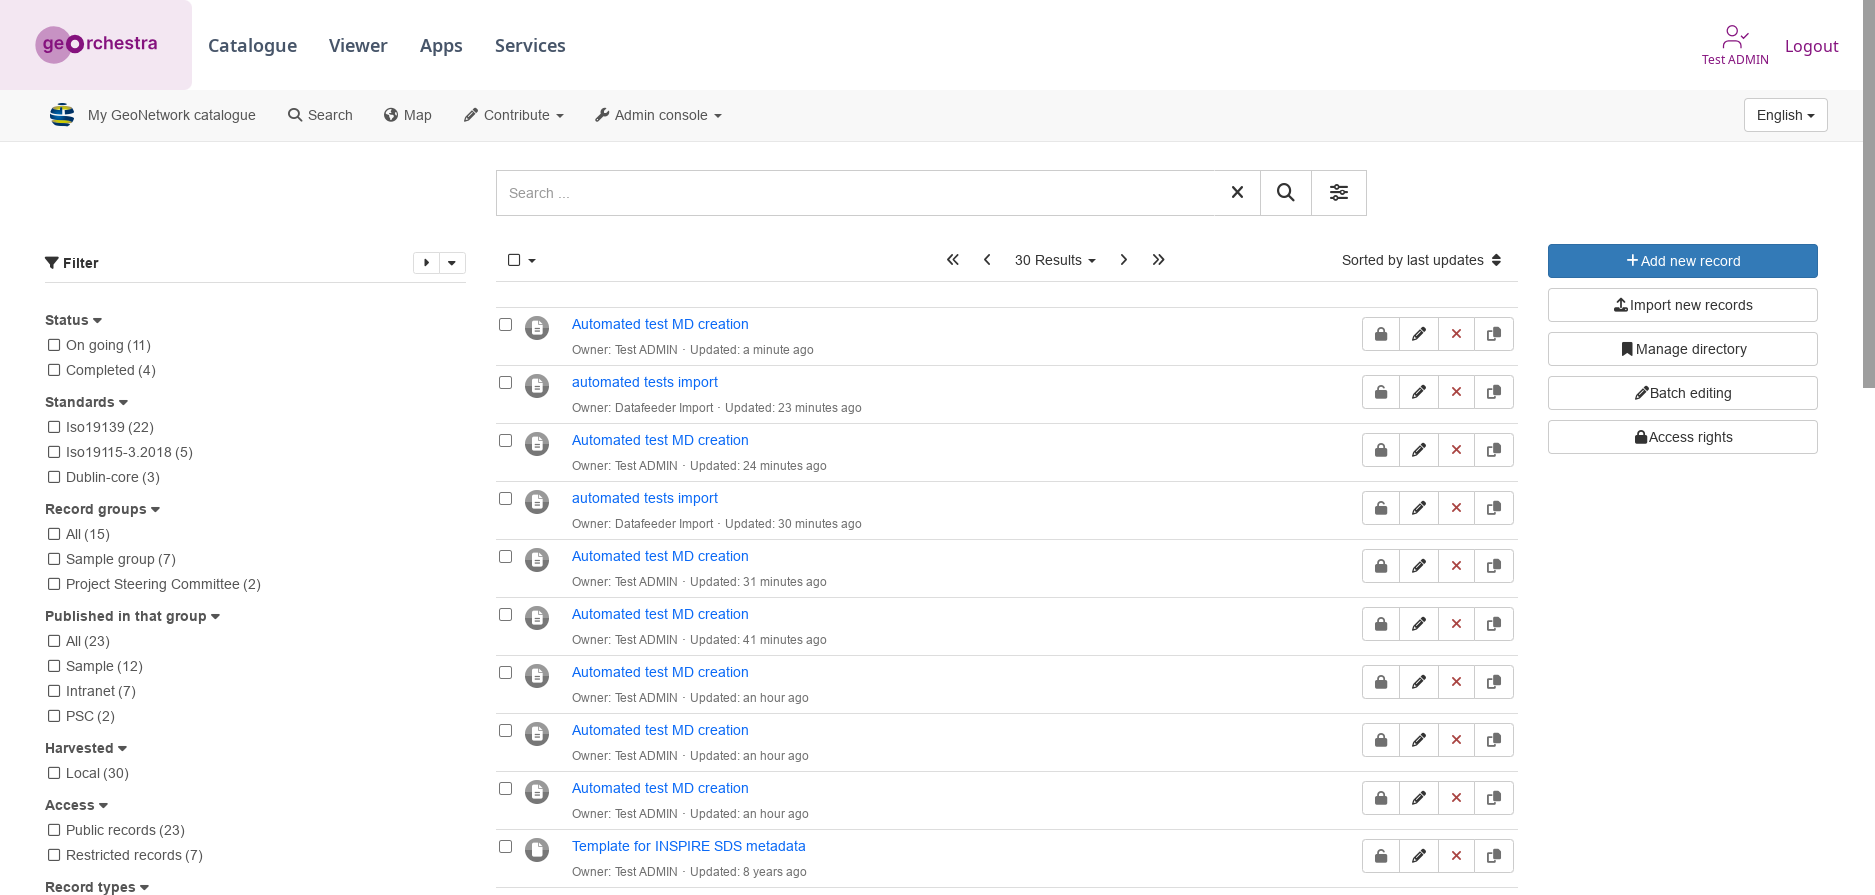 georchestra
Catalogue
Viewer
Apps
Services
Test ADMIN
Logout
My GeoNetwork catalogue
Search
Map
Contribute
Admin console
English
Search ...
Filter
30 Results
Sorted by last updates
Add new record
Import new records
Manage directory
Batch editing
Access rights
Status
On going (11)
Completed (4)
Standards
Iso19139 (22)
Iso19115-3.2018 (5)
Dublin-core (3)
Record groups
All (15)
Sample group (7)
Project Steering Committee (2)
Published in that group
All (23)
Sample (12)
Intranet (7)
PSC (2)
Harvested
Local (30)
Access
Public records (23)
Restricted records (7)
Record types
Automated test MD creation
Owner: Test ADMIN · Updated: a minute ago
automated tests import
Owner: Datafeeder Import · Updated: 23 minutes ago
Automated test MD creation
Owner: Test ADMIN · Updated: 24 minutes ago
automated tests import
Owner: Datafeeder Import · Updated: 30 minutes ago
Automated test MD creation
Owner: Test ADMIN · Updated: 31 minutes ago
Automated test MD creation
Owner: Test ADMIN · Updated: 41 minutes ago
Automated test MD creation
Owner: Test ADMIN · Updated: an hour ago
Automated test MD creation
Owner: Test ADMIN · Updated: an hour ago
Automated test MD creation
Owner: Test ADMIN · Updated: an hour ago
Template for INSPIRE SDS metadata
Owner: Test ADMIN · Updated: 8 years ago